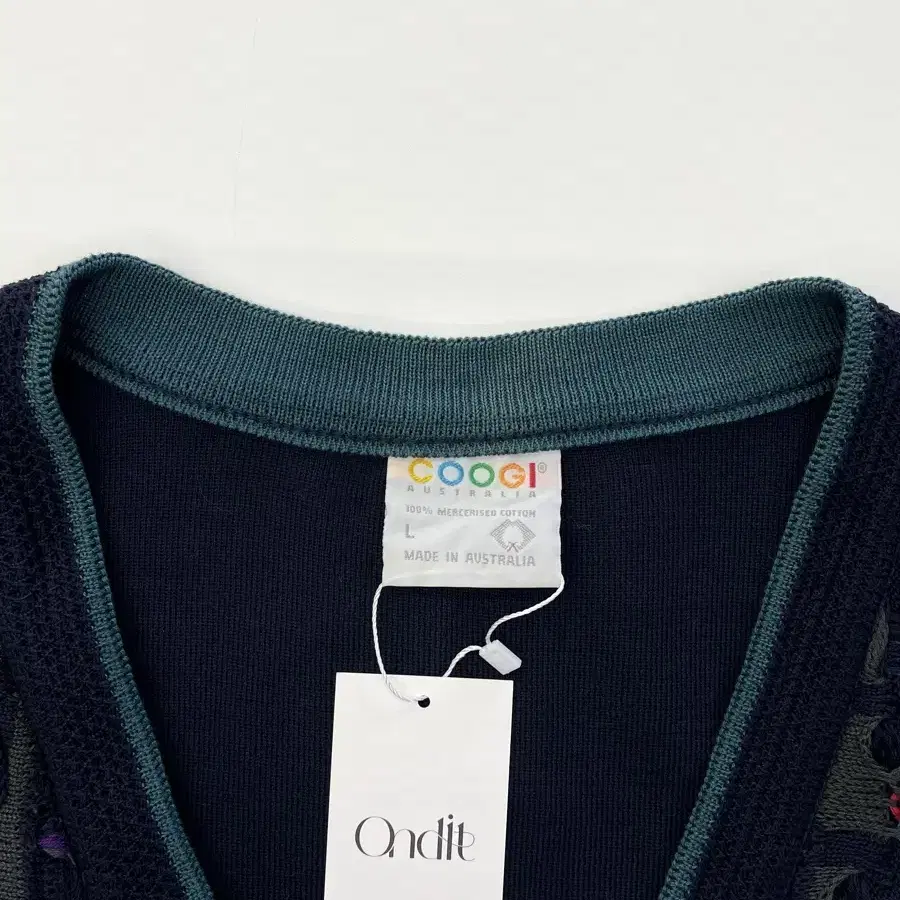 COOGI®
AUSTRALIA
100% MERCERISED COTTON
L
MADE IN AUSTRALIA
Ondit